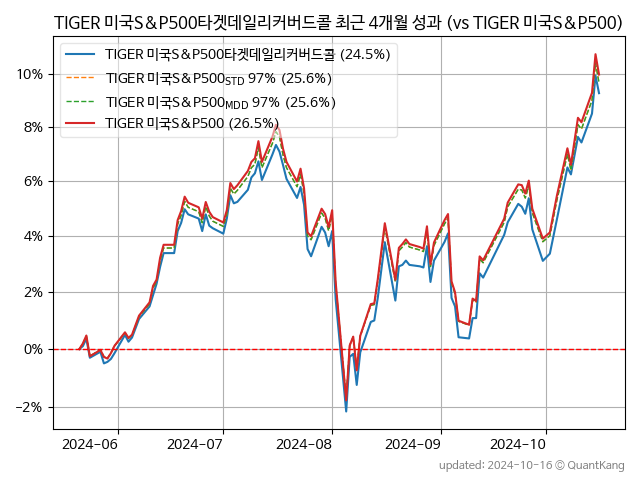 TIGER 미국S&P500타겟데일리커버드콜 최근 4개월 성과 (vs TIGER 미국S&P500)
TIGER 미국S&P500타겟데일리커버드콜 (24.5%)
TIGER 미국S&P500STD 97% (25.6%)
TIGER 미국S&P500MDD 97% (25.6%)
TIGER 미국S&P500 (26.5%)
10%
8%
6%
4%
2%
0%
−2%
2024-06 2024-07 2024-08 2024-09 2024-10
updated: 2024-10-16 © QuantKang